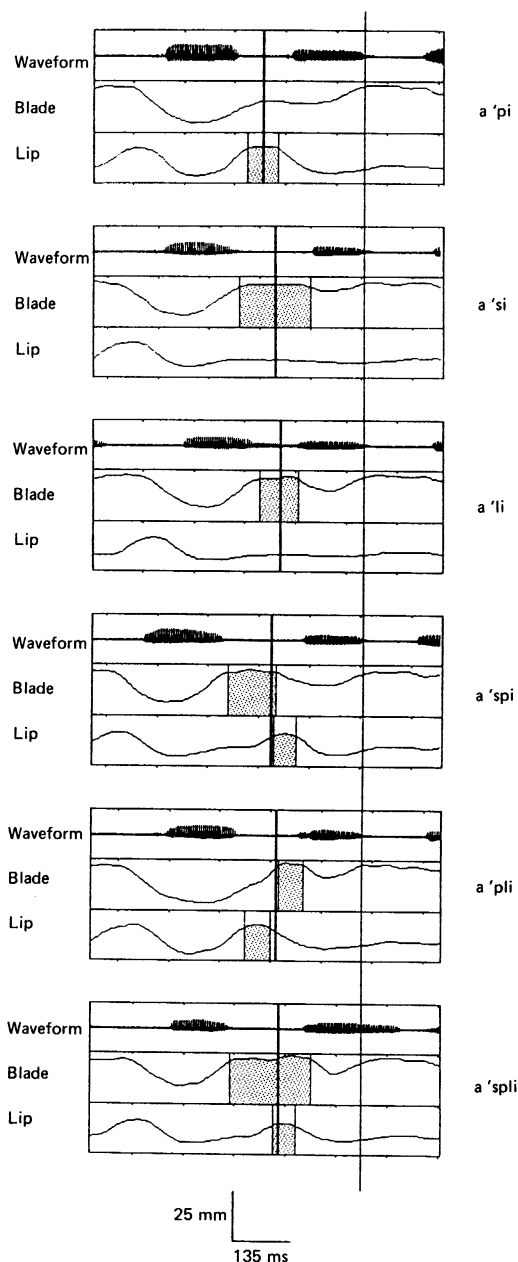 Waveform
Blade
Lip
a 'pi
Waveform
Blade
Lip
a 'si
Waveform
Blade
Lip
a 'li
Waveform
Blade
Lip
a 'spi
Waveform
Blade
Lip
a 'pli
Waveform
Blade
Lip
a 'spli
25 mm
135 ms